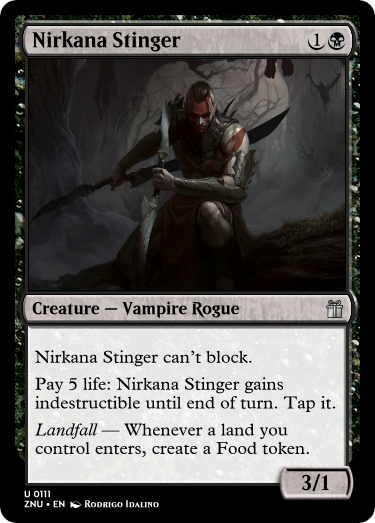 Nirkana Stinger 1
Creature — Vampire Rogue
Nirkana Stinger can't block.
Pay 5 life: Nirkana Stinger gains
indestructible until end of turn. Tap it.
Landfall — Whenever a land you
control enters, create a Food token.
3/1
U 0111
ZNU • EN Rodrigo Idalino